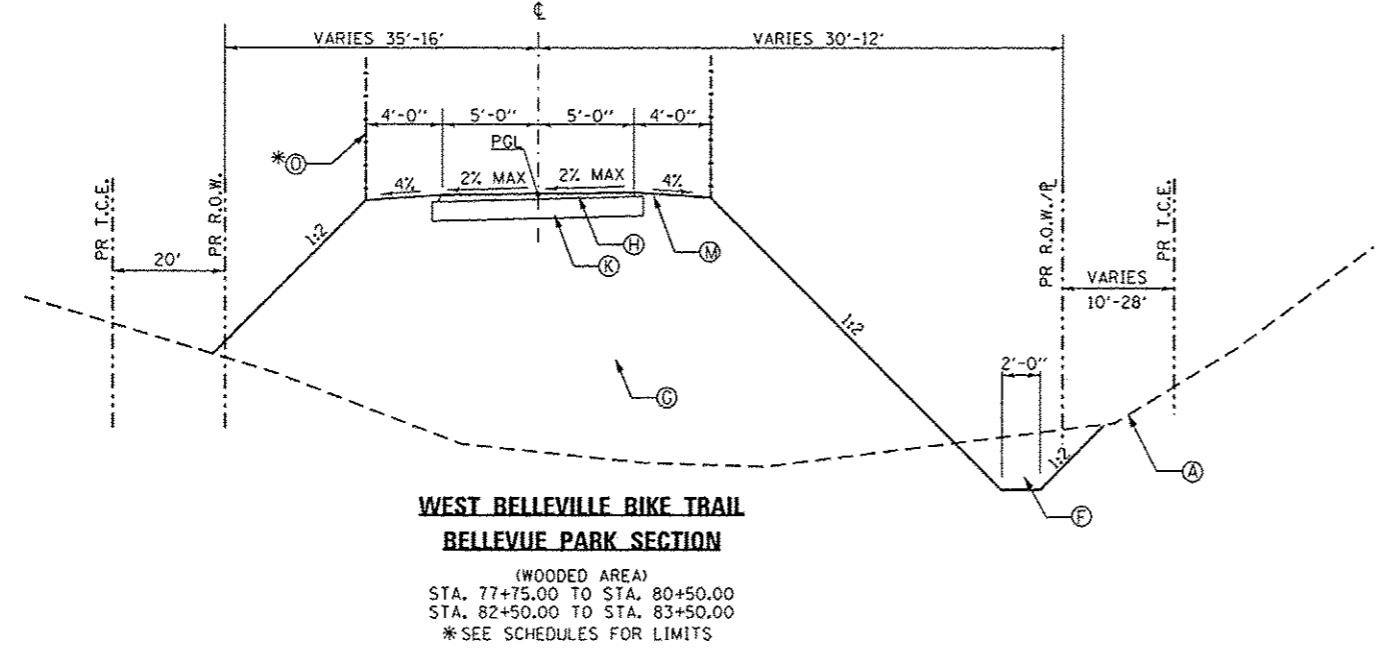 ℄
VARIES 35'-16'
VARIES 30'-12'
4'-0"
5'-0"
5'-0"
4'-0"
*Ⓞ
PGL
4%
2% MAX
2% MAX
4%
PR T.C.E.
PR R.O.W.
PR R.O.W./PL
PR T.C.E.
1:2
Ⓗ
Ⓜ
Ⓚ
20'
VARIES
10'-28'
1:2
2'-0"
Ⓖ
1:2
Ⓐ
Ⓕ
WEST BELLEVILLE BIKE TRAIL
BELLEVUE PARK SECTION
(WOODED AREA)
STA. 77+75.00 TO STA. 80+50.00
STA. 82+50.00 TO STA. 83+50.00
*SEE SCHEDULES FOR LIMITS